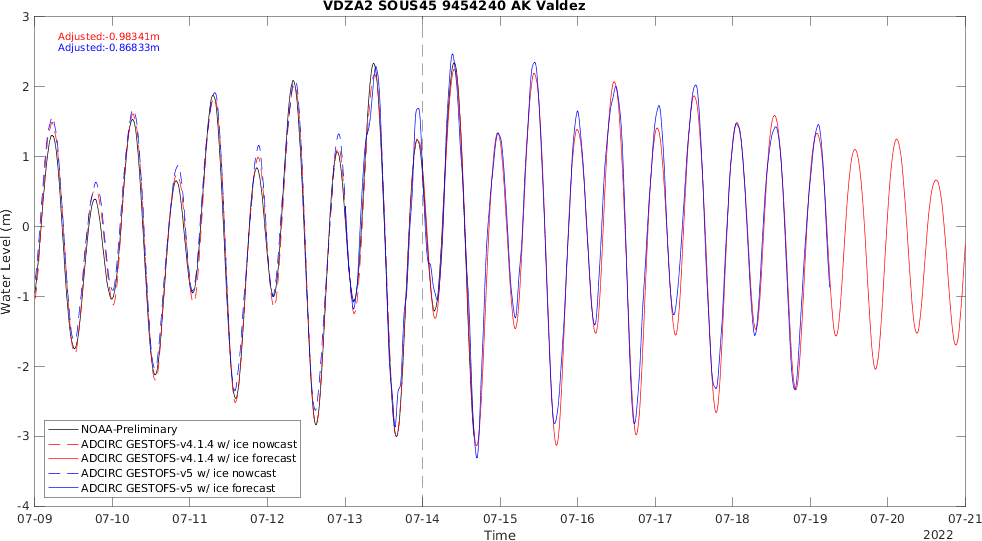 VDZA2 SOUS45 9454240 AK Valdez
Adjusted:-0.98341m
Adjusted:-0.86833m
3
2
1
0
-1
-2
-3
-4
Water Level (m)
NOAA-Preliminary
ADCIRC GESTOFS-v4.1.4 w/ ice nowcast
ADCIRC GESTOFS-v4.1.4 w/ ice forecast
ADCIRC GESTOFS-v5 w/ ice nowcast
ADCIRC GESTOFS-v5 w/ ice forecast
07-09 07-10 07-11 07-12 07-13 07-14 07-15 07-16 07-17 07-18 07-19 07-20 07-21
Time
2022